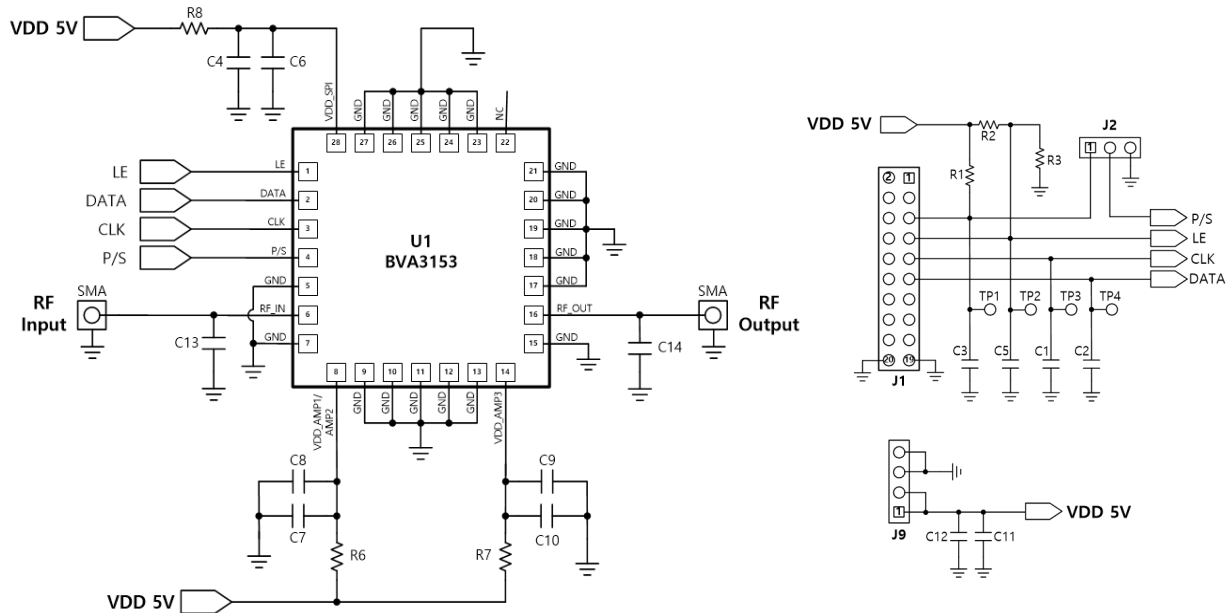 VDD 5V
R8
C4
C6
VDD_SPI
GND
GND
GND
GND
GND
NC
28
27
26
25
24
23
22
LE
LE
1
DATA
DATA
2
CLK
CLK
3
P/S
P/S
4
GND
5
RF
Input
SMA
RF_IN
6
C13
GND
7
U1
BVA3153
21
GND
20
GND
19
GND
18
GND
17
GND
16
RF_OUT
SMA
RF
Output
15
GND
C14
8
9
10
11
12
13
14
VDD_AMP1/
AMP2
GND
GND
GND
GND
GND
VDD_AMP3
C8
C7
R6
C9
C10
R7
VDD 5V
VDD 5V
R2
R1
R3
J2
1
2
1
P/S
LE
CLK
DATA
TP1
TP2
TP3
TP4
C3
C5
C1
C2
20
19
J1
1
J9
C12
C11
VDD 5V